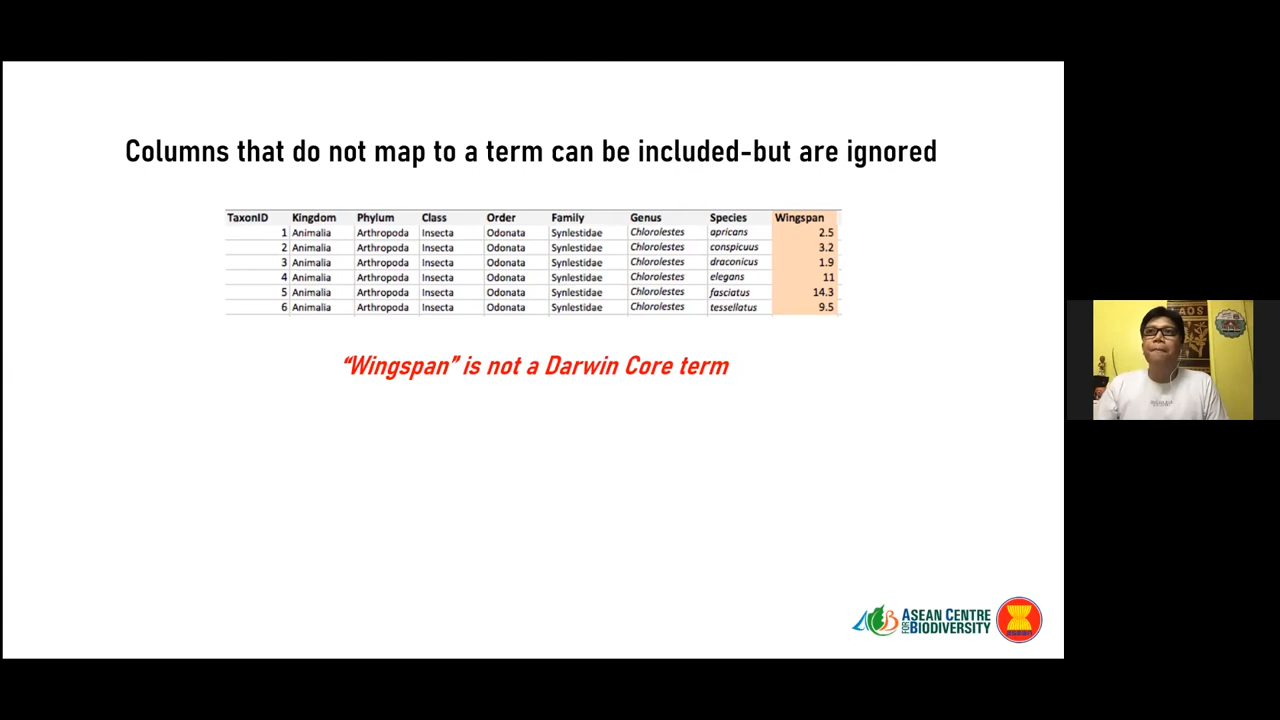 Columns that do not map to a term can be included-but are ignored
TaxonID Kingdom Phylum Class Order Family Genus Species Wingspan
1 Animalia Arthropoda Insecta Odonata Synlestidae Chlorolestes apricans 2.5
2 Animalia Arthropoda Insecta Odonata Synlestidae Chlorolestes conspicuus 3.2
3 Animalia Arthropoda Insecta Odonata Synlestidae Chlorolestes draconicus 1.9
4 Animalia Arthropoda Insecta Odonata Synlestidae Chlorolestes elegans 11
5 Animalia Arthropoda Insecta Odonata Synlestidae Chlorolestes fasciatus 14.3
6 Animalia Arthropoda Insecta Odonata Synlestidae Chlorolestes tessellatus 9.5
“Wingspan” is not a Darwin Core term
LAOS
ACB ASEAN CENTRE
FOR BIODIVERSITY
asean